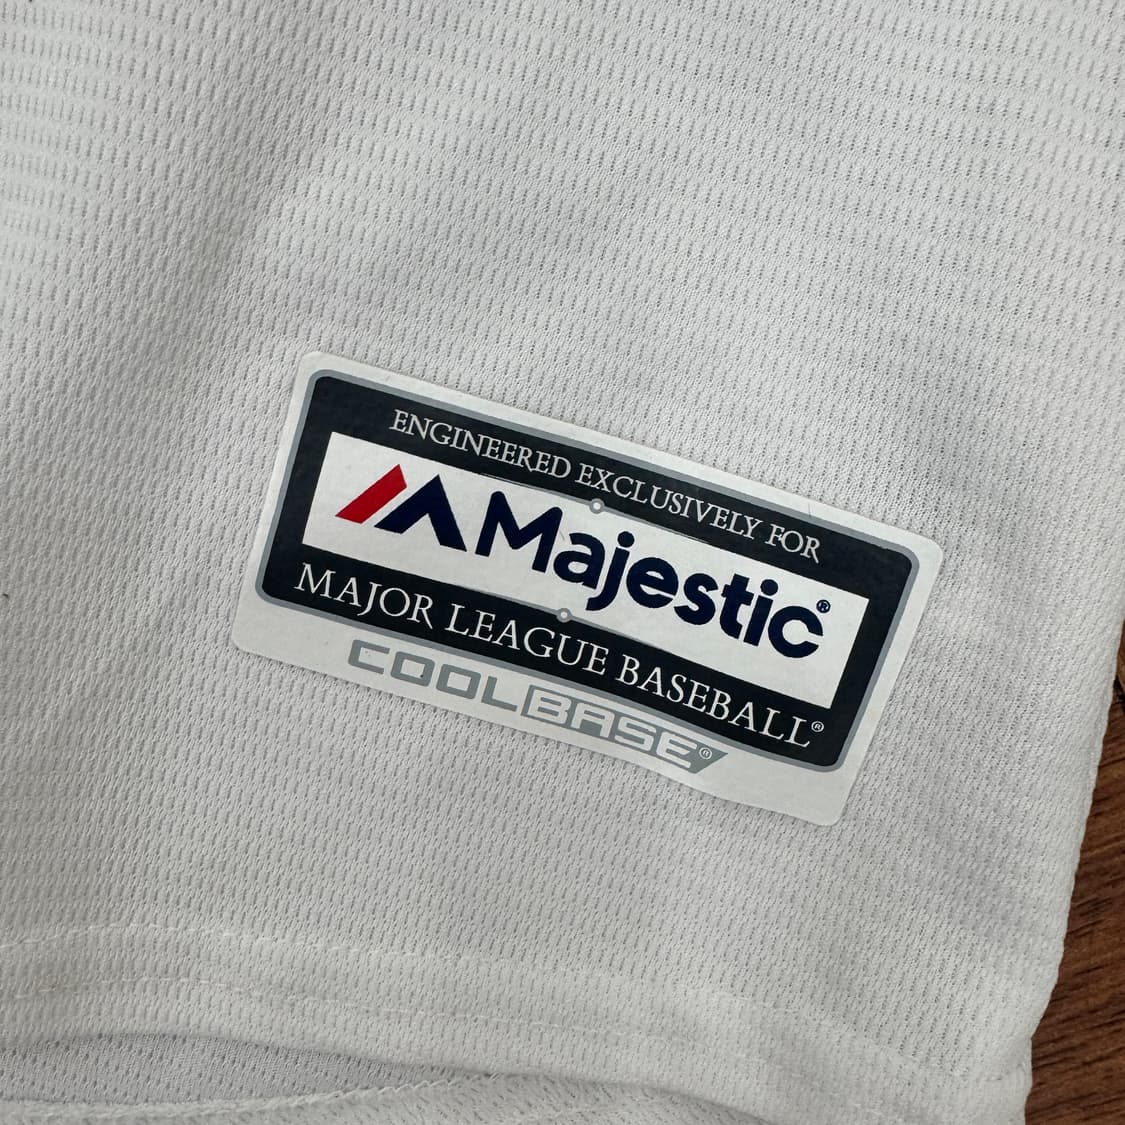 ENGINEERED EXCLUSIVELY FOR
Majestic®
MAJOR LEAGUE BASEBALL®
COOLBASE®